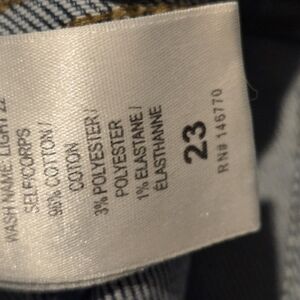 WASH NAME: LIGHT 22
SELF/CORPS
96% COTTON /
COTON
3% POLYESTER /
POLYESTER
1% ELASTANE /
ÉLASTHANNE
23
RN# 146770